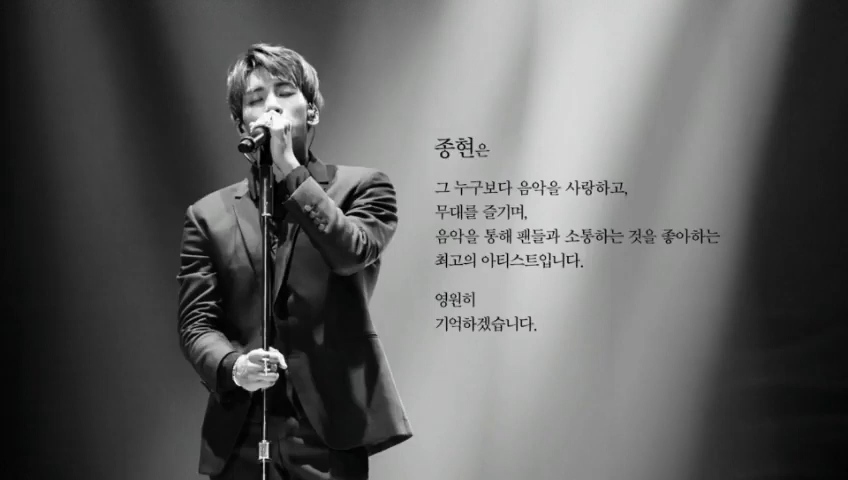 종현은
그 누구보다 음악을 사랑하고,
무대를 즐기며,
음악을 통해 팬들과 소통하는 것을 좋아하는
최고의 아티스트입니다.
영원히
기억하겠습니다.